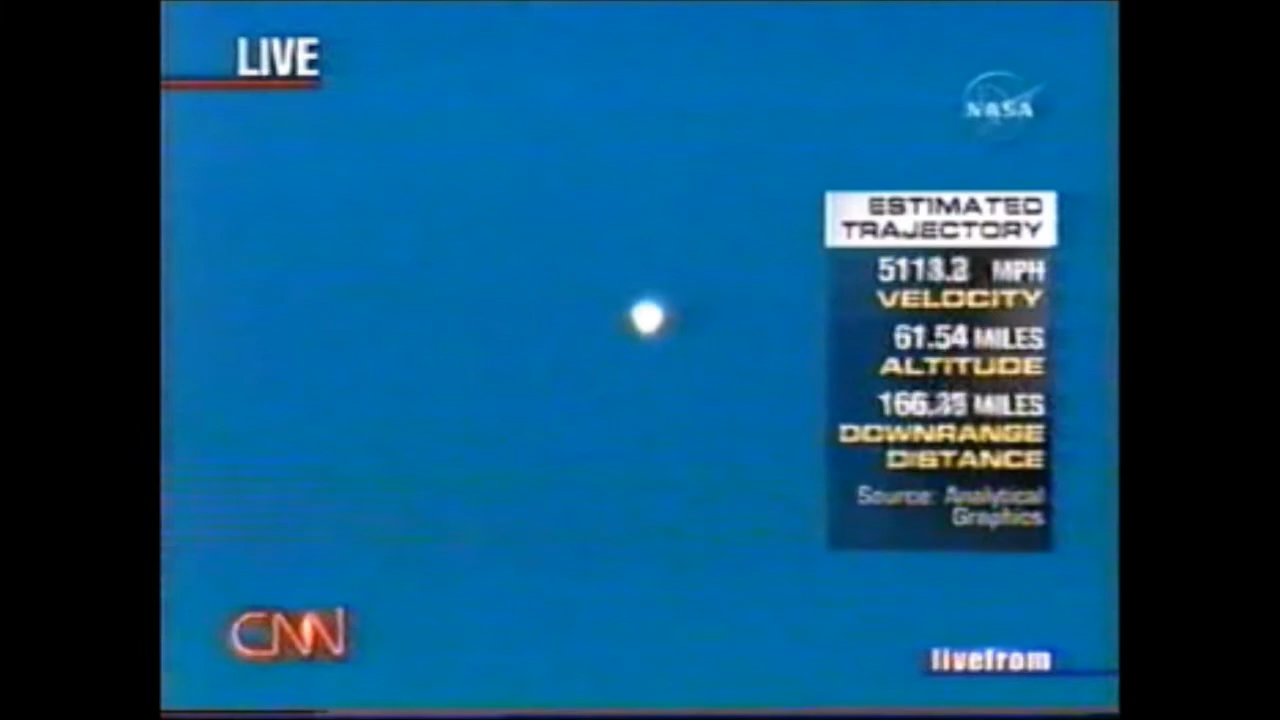 LIVE
NASA
ESTIMATED
TRAJECTORY
MPH
VELOCITY
61.54 MILES
ALTITUDE
MILES
DOWNRANGE
DISTANCE
Source: Analytical
Graphics
CNN
livefrom